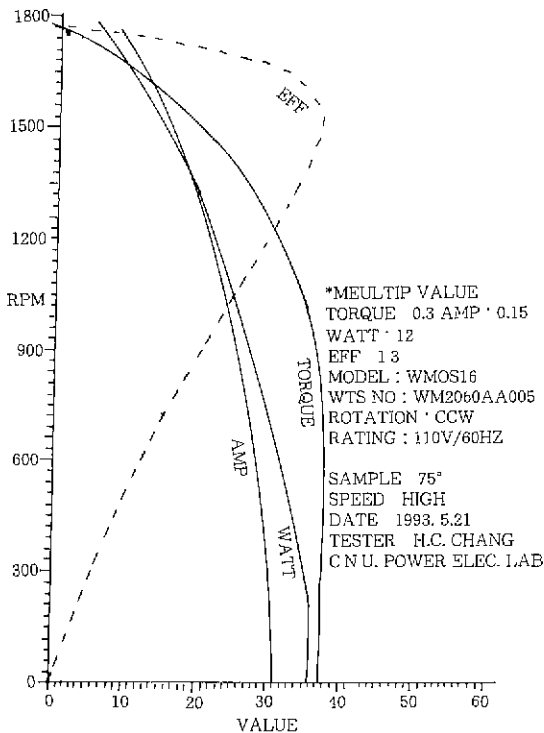 1800
1500
1200
RPM
900
600
300
0
0 10 20 30 40 50 60
VALUE
EFF
TORQUE
AMP
WATT
*MEULTIP VALUE
TORQUE 0.3 AMP : 0.15
WATT : 12
EFF 1 3
MODEL : WMOS16
WTS NO : WM2060AA005
ROTATION : CCW
RATING : 110V/60HZ
SAMPLE 75°
SPEED HIGH
DATE 1993. 5.21
TESTER H.C. CHANG
C N U. POWER ELEC. LAB